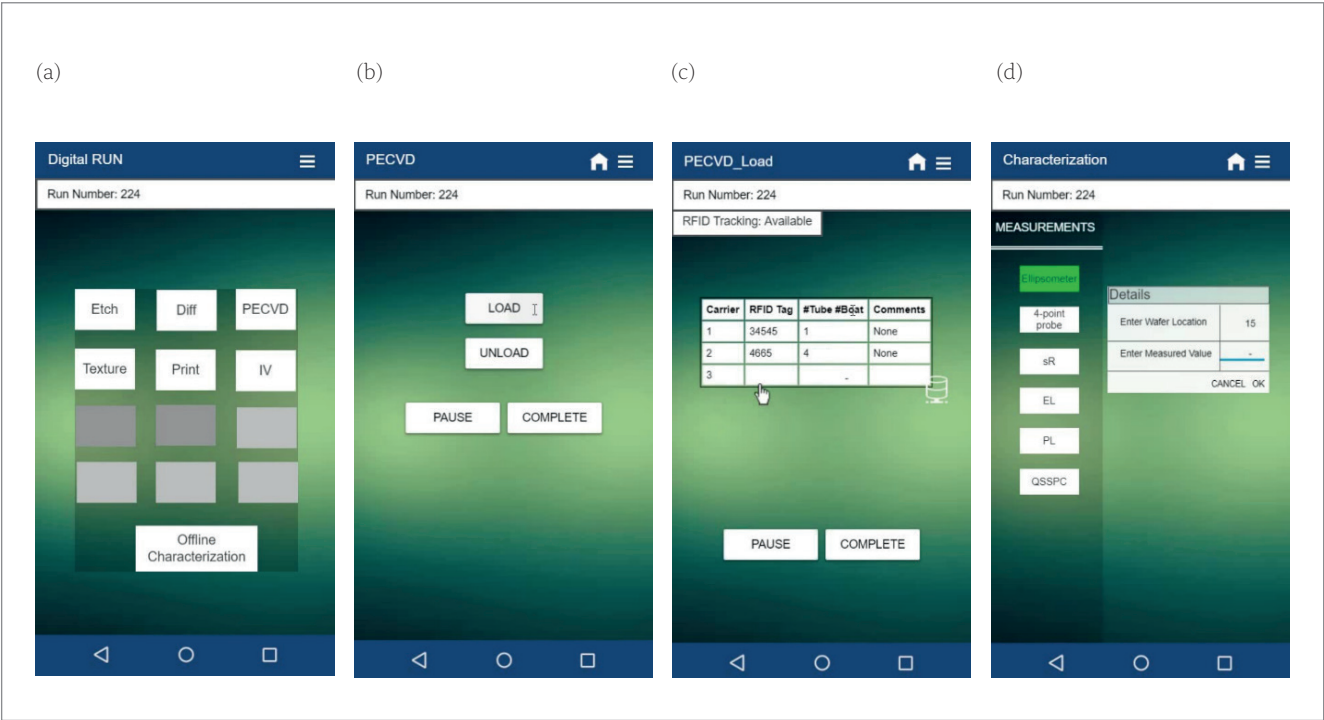 (a)
(b)
(c)
(d)
Digital RUN
Run Number: 224
Etch
Diff
PECVD
Texture
Print
IV
Offline
Characterization
PECVD
Run Number: 224
LOAD
UNLOAD
PAUSE
COMPLETE
PECVD_Load
Run Number: 224
RFID Tracking: Available
Carrier RFID Tag #Tube #Boat Comments
1 34545 1 None
2 4665 4 None
3 -
PAUSE
COMPLETE
Characterization
Run Number: 224
MEASUREMENTS
Ellipsometer
4-point
probe
sR
EL
PL
QSSPC
Details
Enter Wafer Location 15
Enter Measured Value -
CANCEL OK